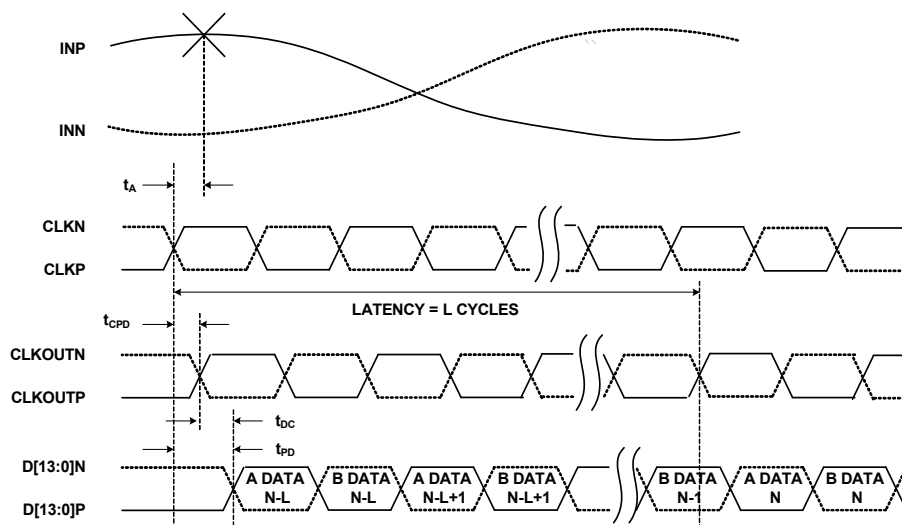 INP
INN
tA
CLKN
CLKP
LATENCY = L CYCLES
tCPD
CLKOUTN
CLKOUTP
tDC
tPD
D[13:0]N
D[13:0]P
A DATA N-L
B DATA N-L
A DATA N-L+1
B DATA N-L+1
B DATA N-1
A DATA N
B DATA N